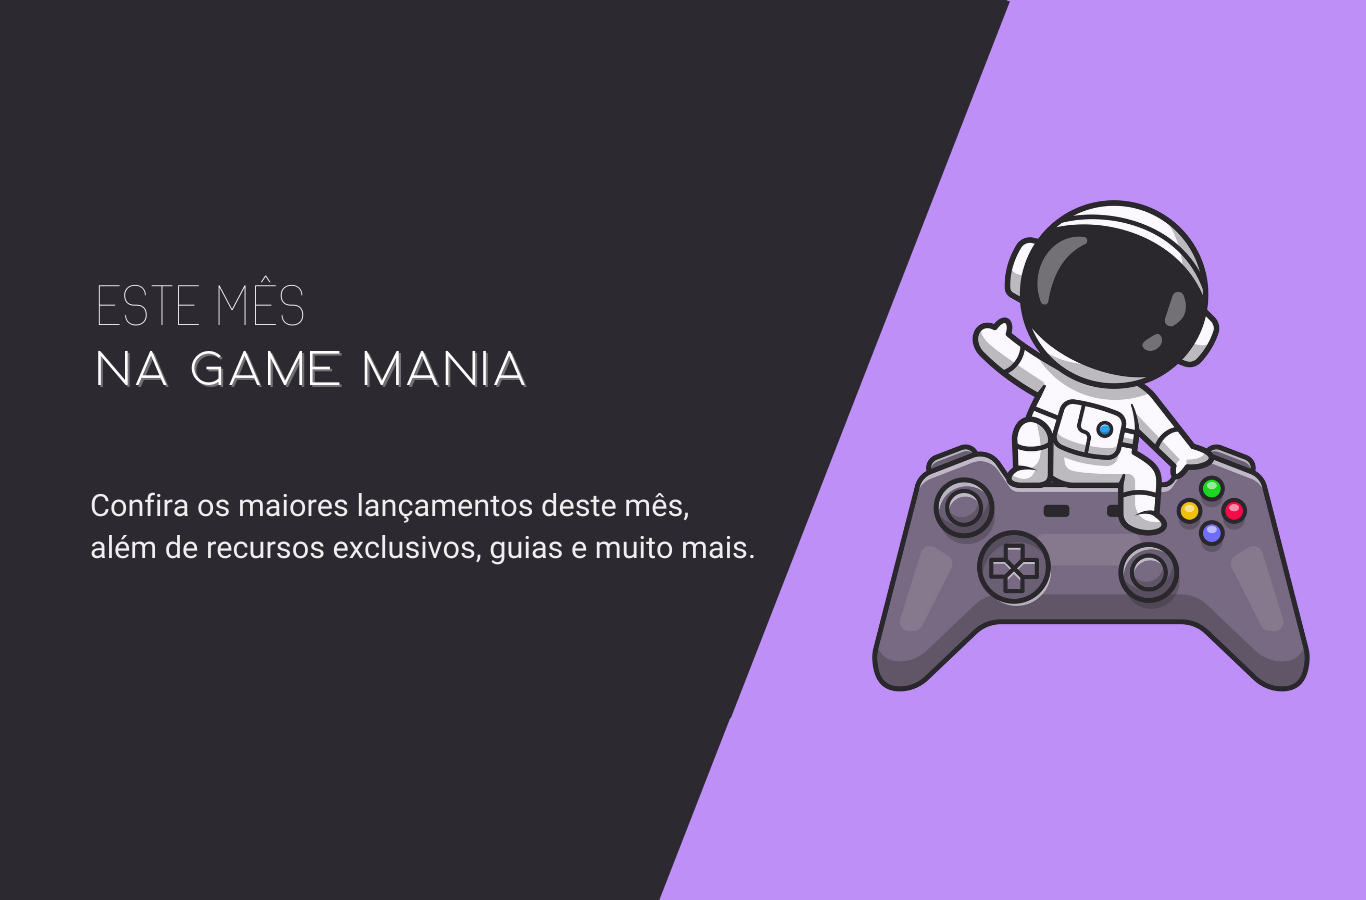 ESTE MÊS
NA GAME MANIA
Confira os maiores lançamentos deste mês,
além de recursos exclusivos, guias e muito mais.